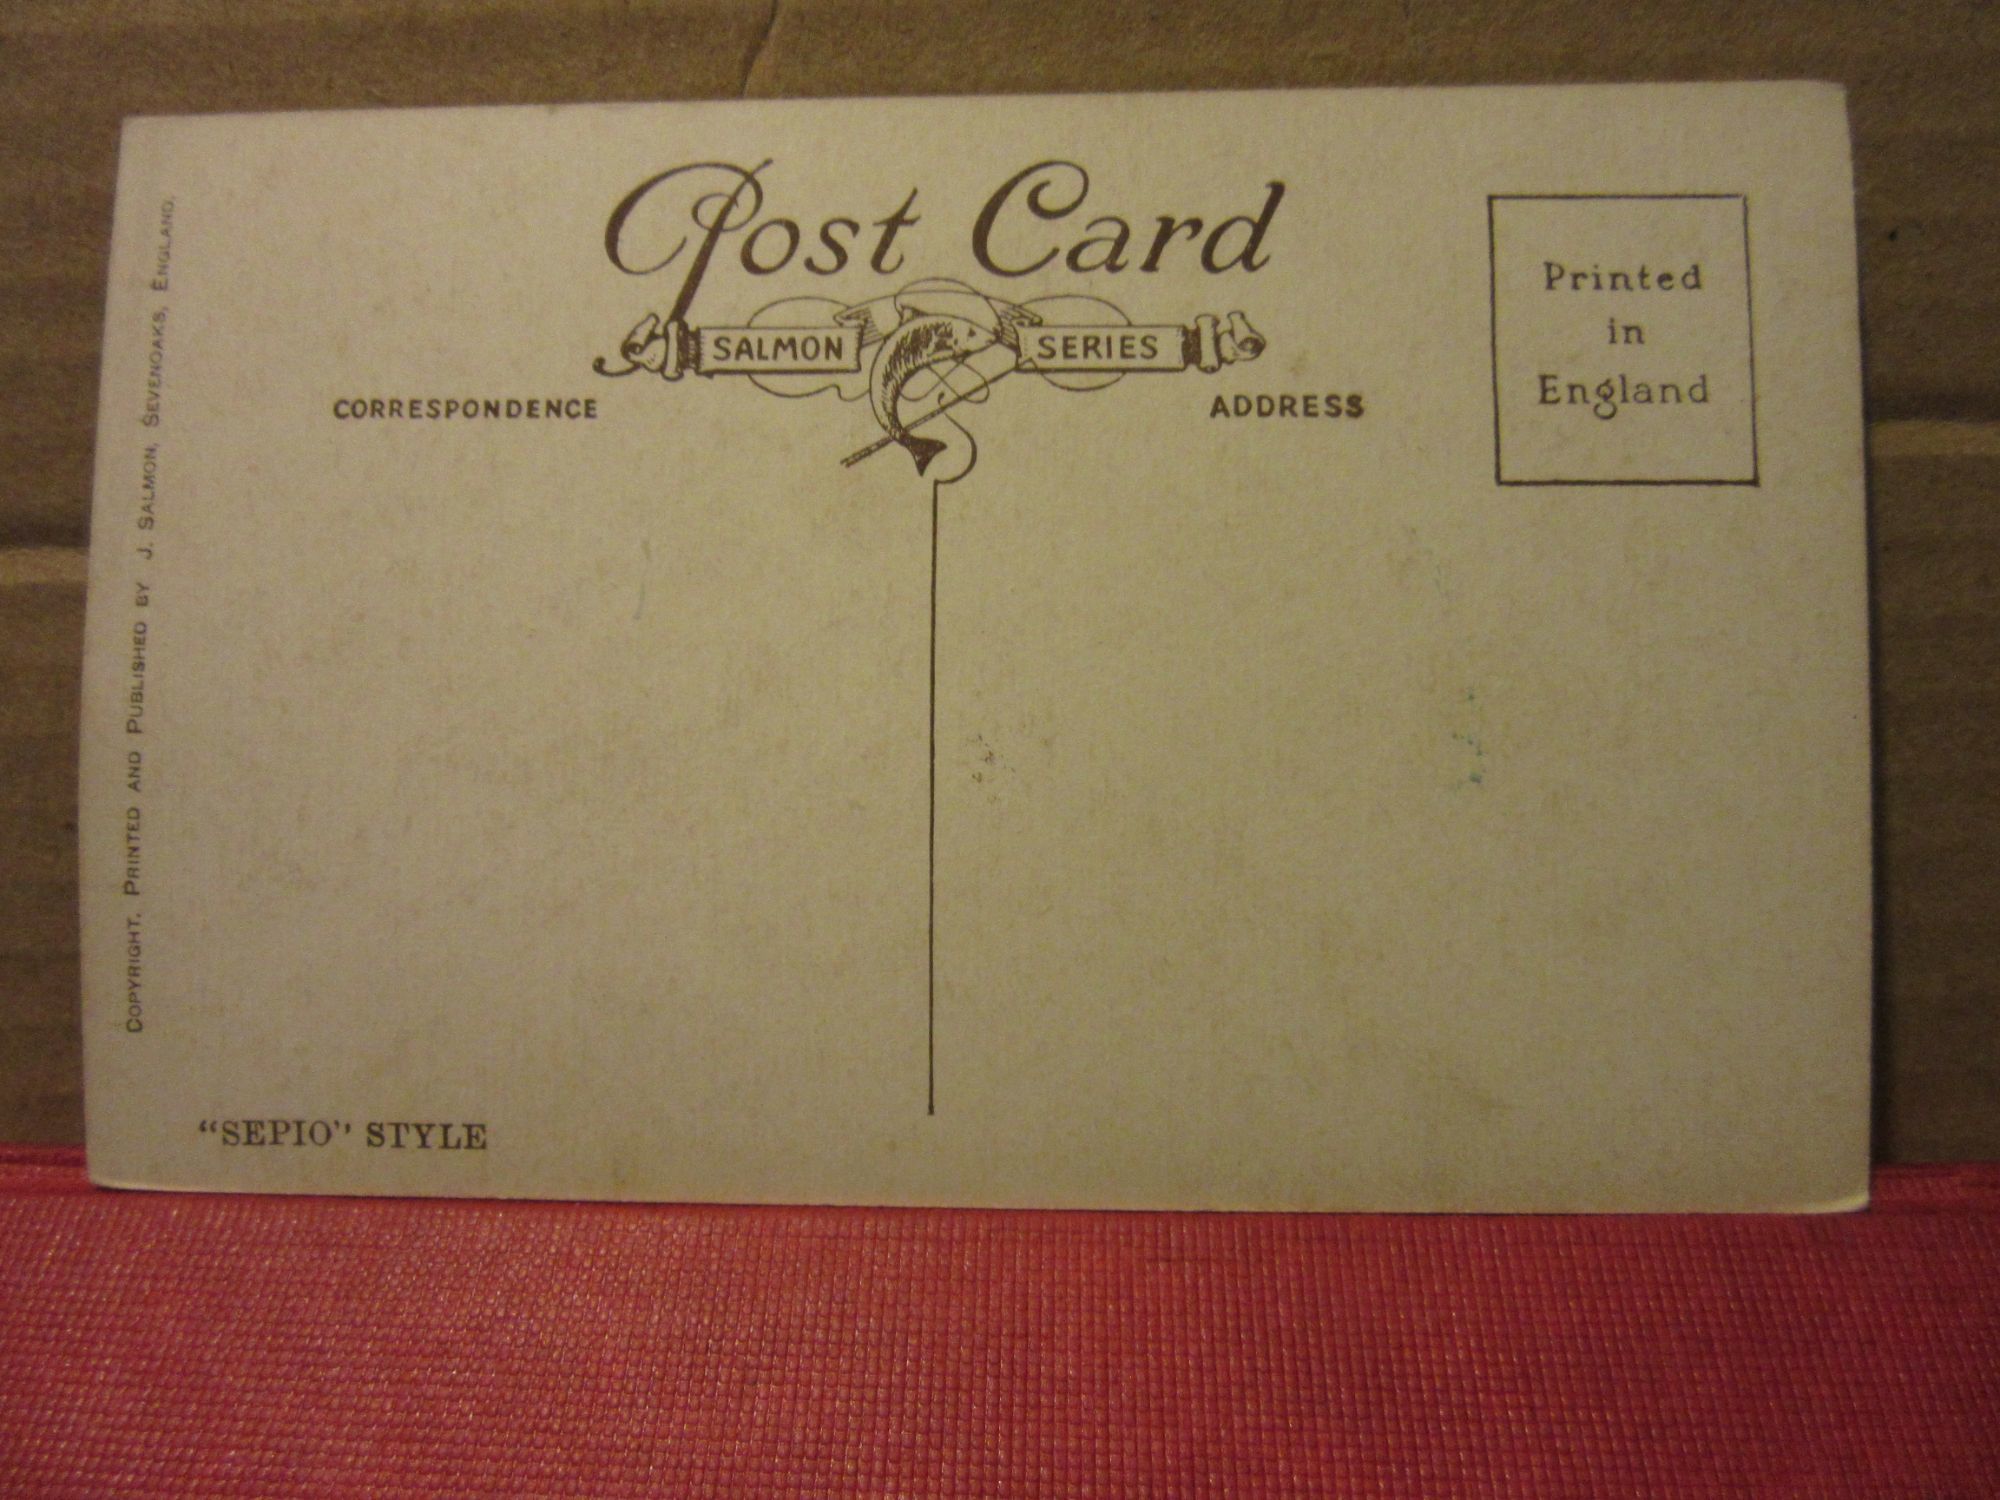 Post Card
SALMON SERIES
CORRESPONDENCE
ADDRESS
Printed
in
England
COPYRIGHT. PRINTED AND PUBLISHED BY J. SALMON, SEVENOAKS, ENGLAND.
“SEPIO” STYLE